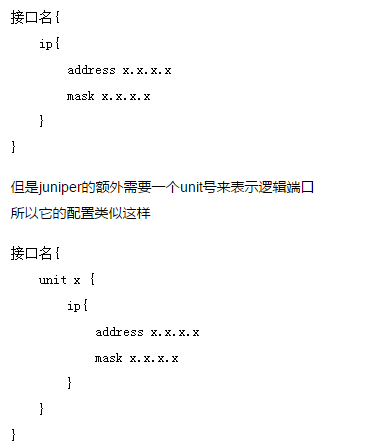 接口名{
ip{
address x.x.x.x
mask x.x.x.x
}
}
但是juniper的额外需要一个unit号来表示逻辑端口
所以它的配置类似这样
接口名{
unit x {
ip{
address x.x.x.x
mask x.x.x.x
}
}
}